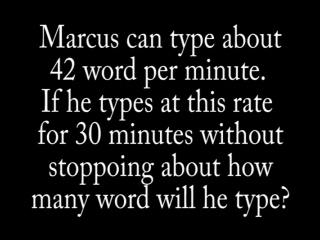 Marcus can type about
42 word per minute.
If he types at this rate
for 30 minutes without
stoppoing about how
many word will he type?